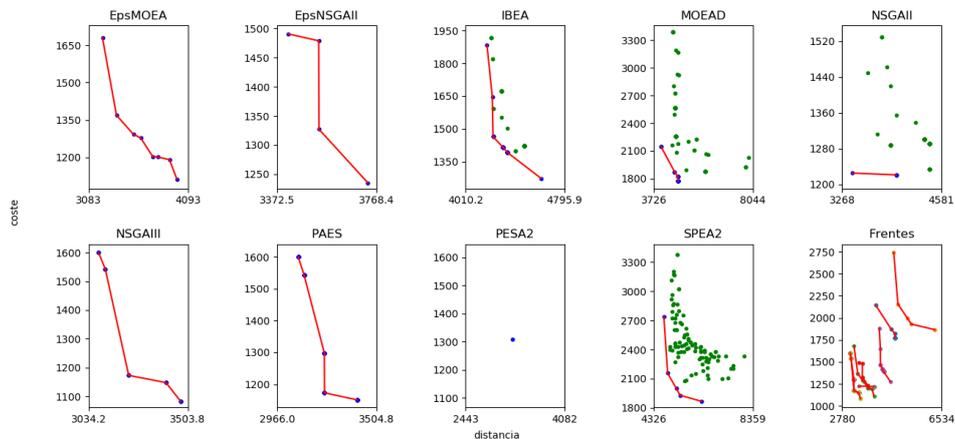 EpsMOEA EpsNSGAII IBEA MOEAD NSGAII
1650 1500 1950 3300 1520
1500 1450 1800 3000 1440
1350 1400 1650 2700 1360
1200 1350 1500 2400 1280
1300 1350 2100 1200
1250 1800
3083 4093 3372.5 3768.4 4010.2 4795.9 3726 8044 3268 4581
coste
NSGAIII PAES PESA2 SPEA2 Frentes
1600 1600 1600 3300 2750
1500 1500 1500 3000 2500
1400 1400 1400 2700 2250
1300 1300 1300 2400 2000
1200 1200 1200 2100 1750
1100 1100 1800 1500
1250
1000
3034.2 3503.8 2966.0 3504.8 2443 4082 4326 8359 2780 6534
distancia